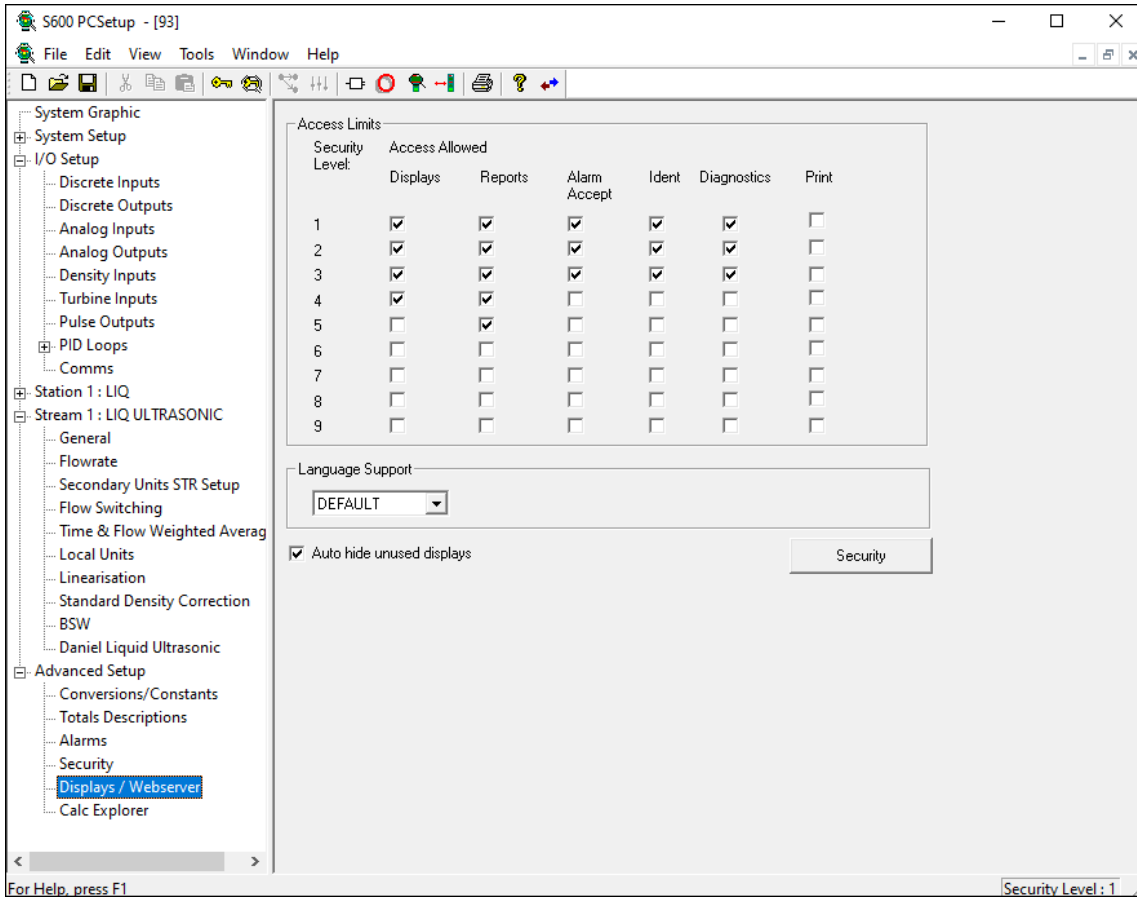 S600 PCSetup - [93]
File Edit View Tools Window Help
System Graphic
System Setup
I/O Setup
Discrete Inputs
Discrete Outputs
Analog Inputs
Analog Outputs
Density Inputs
Turbine Inputs
Pulse Outputs
PID Loops
Comms
Station 1 : LIQ
Stream 1 : LIQ ULTRASONIC
General
Flowrate
Secondary Units STR Setup
Flow Switching
Time & Flow Weighted Averag
Local Units
Linearisation
Standard Density Correction
BSW
Daniel Liquid Ultrasonic
Advanced Setup
Conversions/Constants
Totals Descriptions
Alarms
Security
Displays / Webserver
Calc Explorer
Access Limits
Security Level: Access Allowed
Displays Reports Alarm Accept Ident Diagnostics Print
1
2
3
4
5
6
7
8
9
Language Support
DEFAULT
Auto hide unused displays
Security
For Help, press F1
Security Level : 1